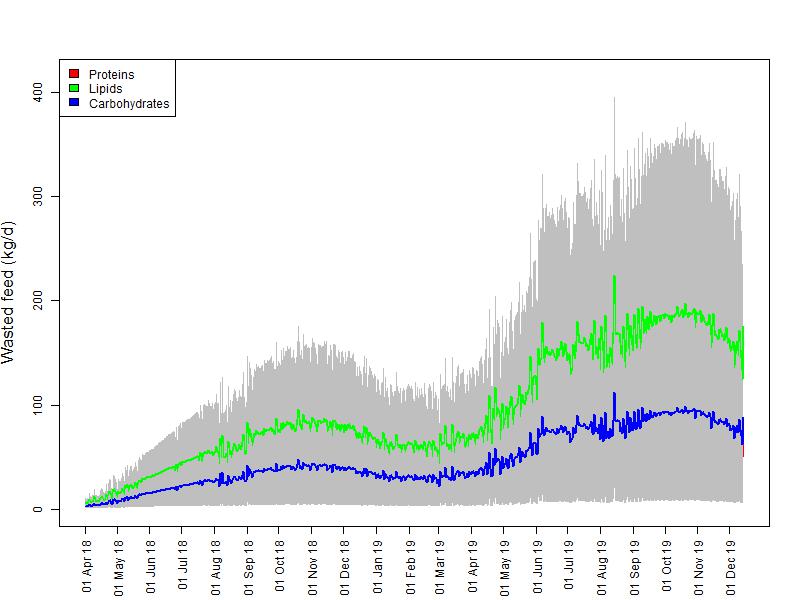 Proteins
Lipids
Carbohydrates
Wasted feed (kg/d)
400
300
200
100
0
01 Apr 18
01 May 18
01 Jun 18
01 Jul 18
01 Aug 18
01 Sep 18
01 Oct 18
01 Nov 18
01 Dec 18
01 Jan 19
01 Feb 19
01 Mar 19
01 Apr 19
01 May 19
01 Jun 19
01 Jul 19
01 Aug 19
01 Sep 19
01 Oct 19
01 Nov 19
01 Dec 19